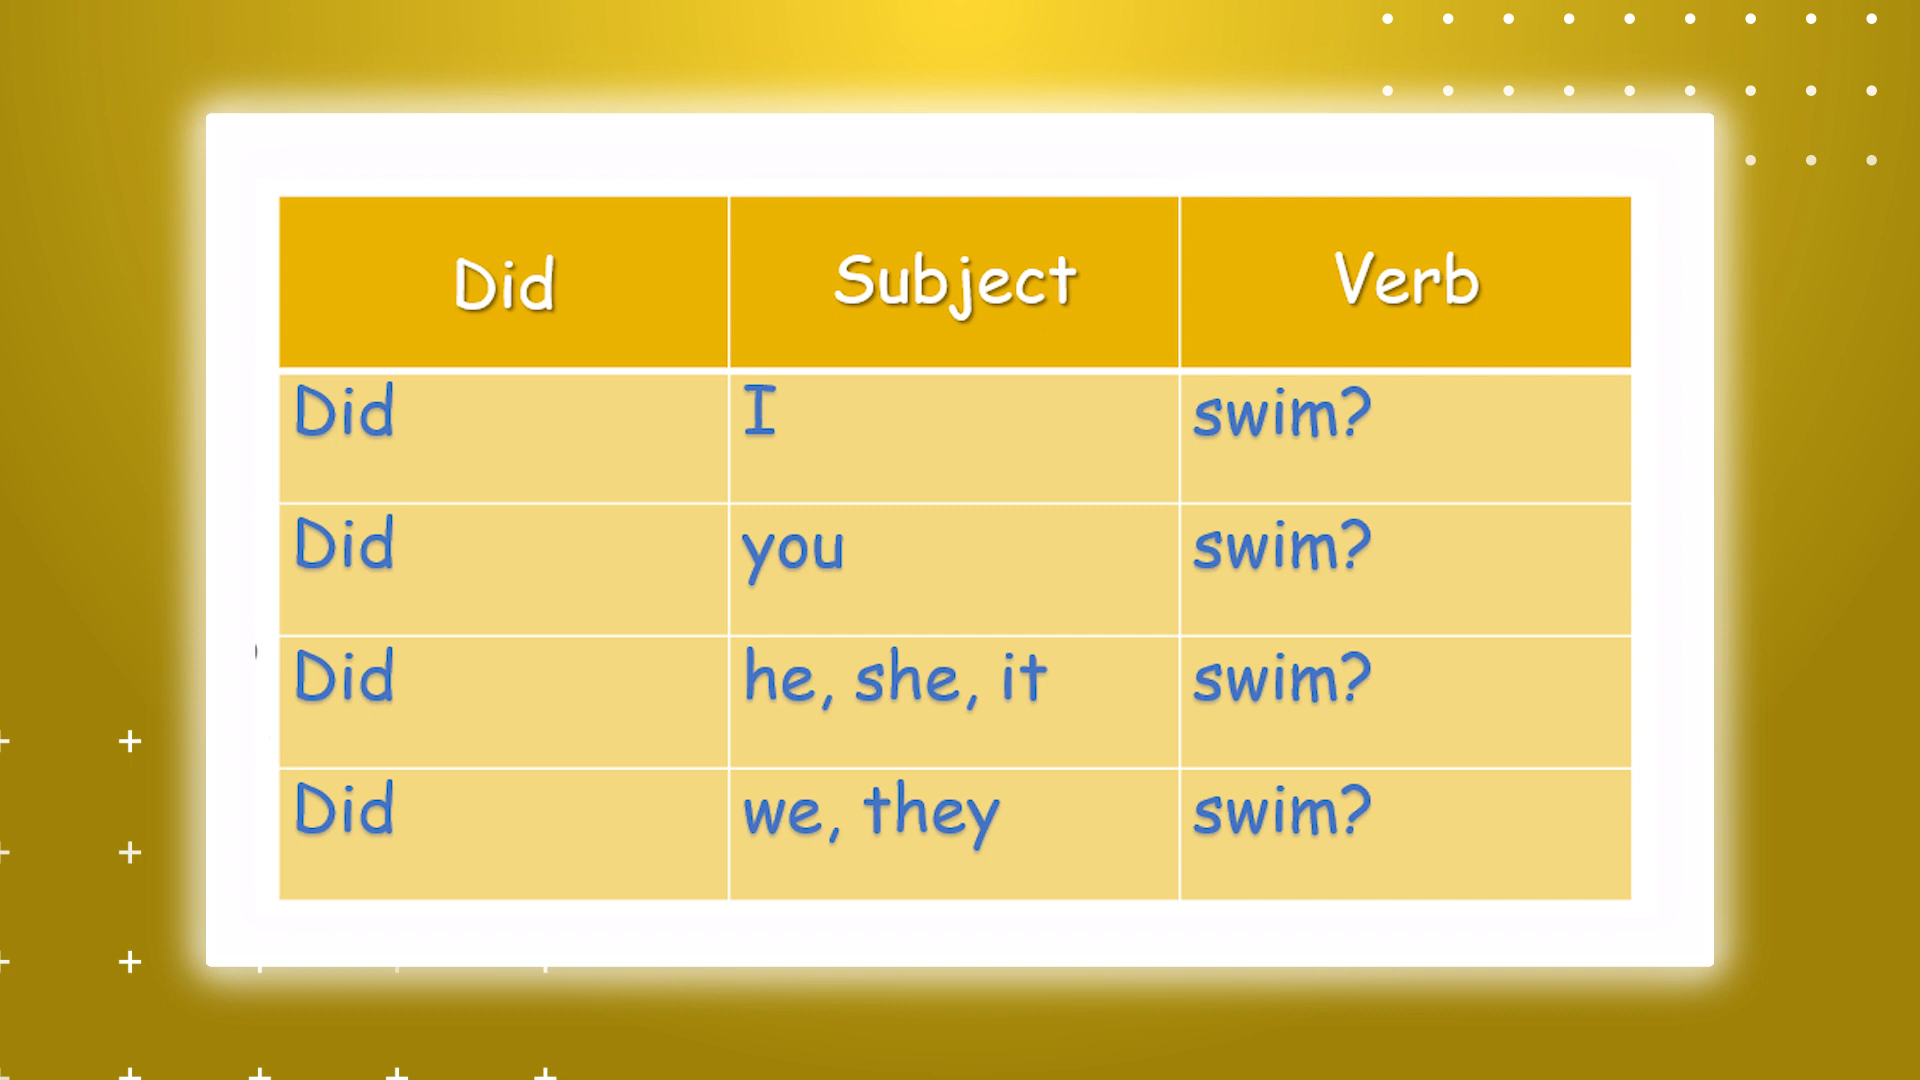 Did Subject Verb
Did I swim?
Did you swim?
Did he, she, it swim?
Did we, they swim?